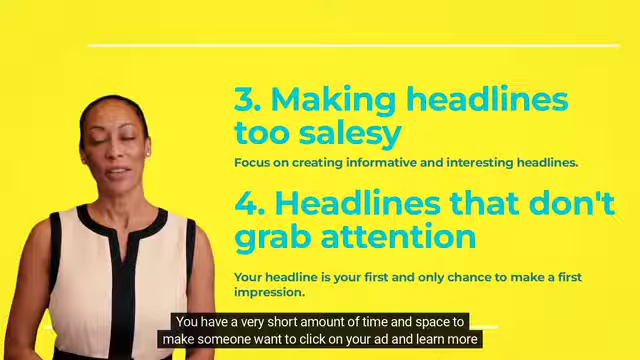 3. Making headlines
too salesy
Focus on creating informative and interesting headlines.
4. Headlines that don't
grab attention
Your headline is your first and only chance to make a first
impression.
You have a very short amount of time and space to
make someone want to click on your ad and learn more